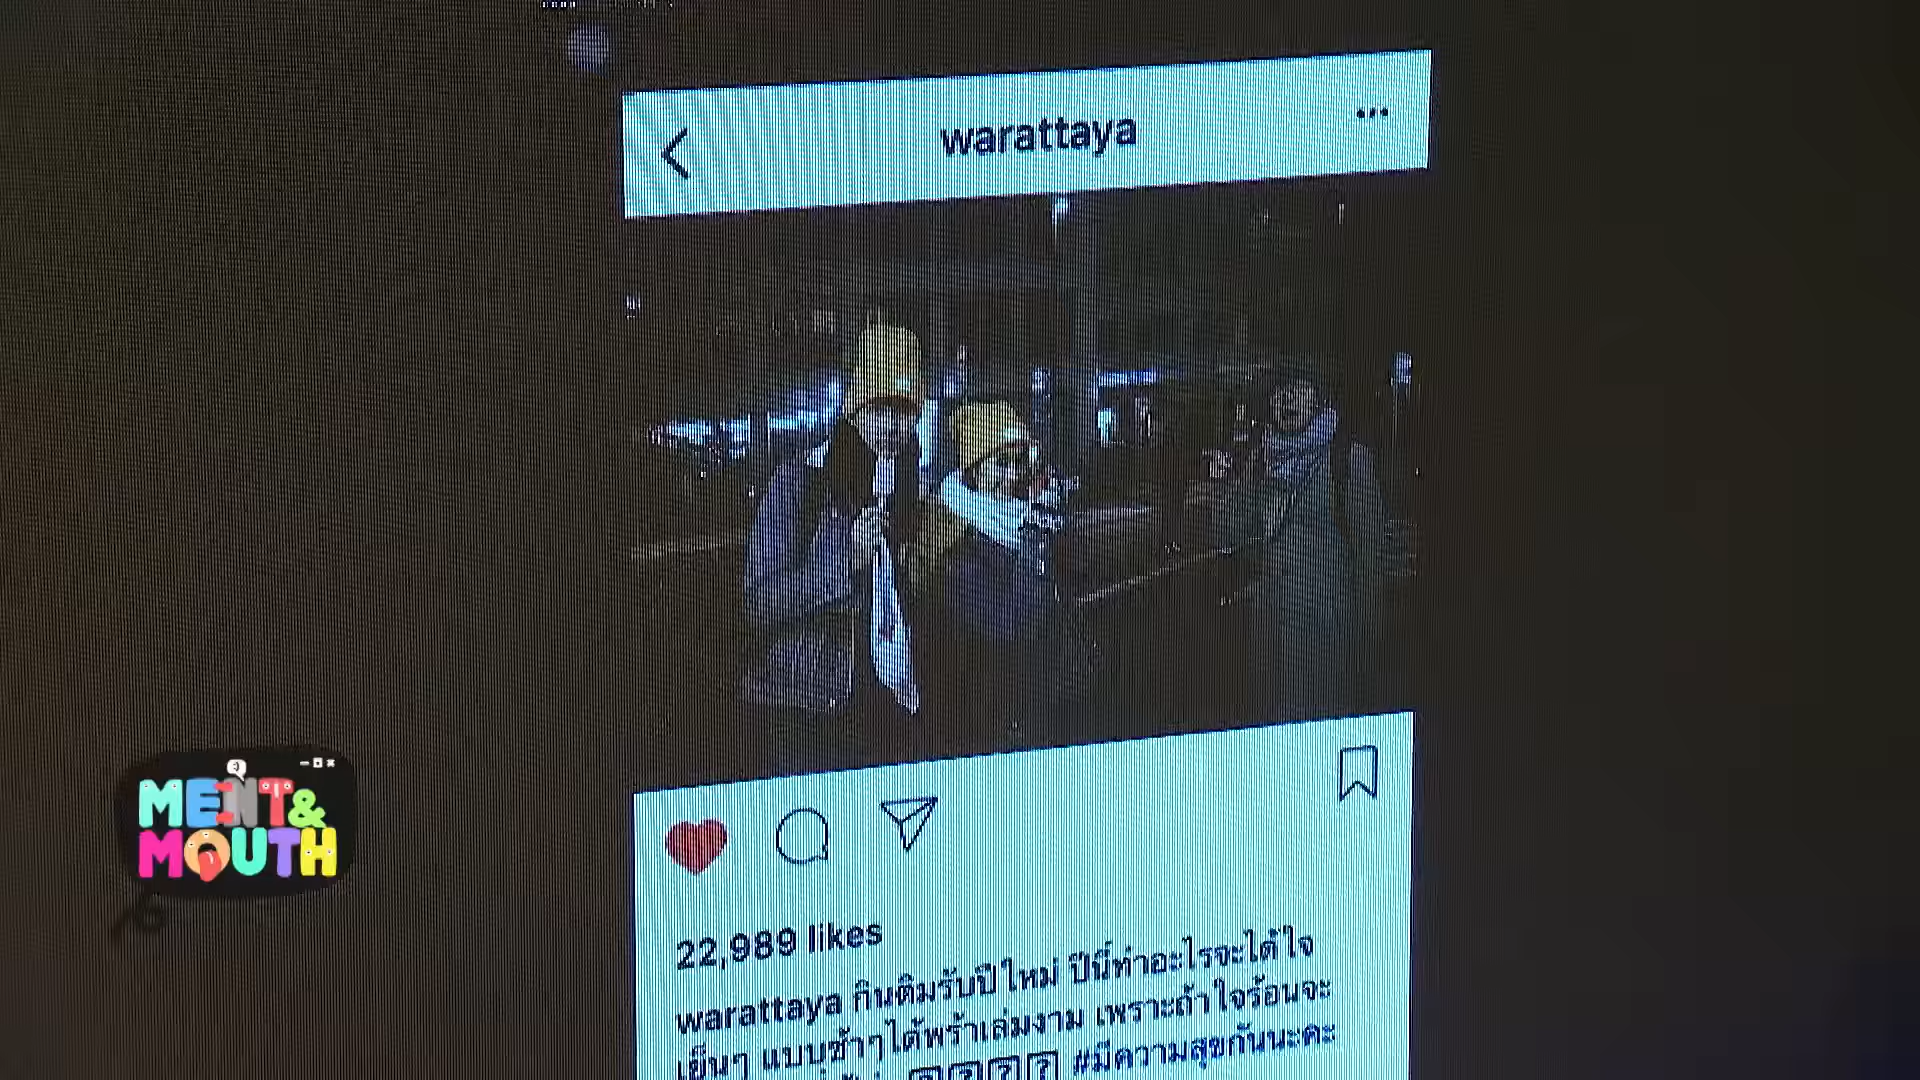 warattaya
MENT&
MOUTH
22,989 likes
warattaya กินติมรับปีใหม่ ปีนี้ทำอะไรจะได้ใจ
เย็นๆ แบบช้าๆได้พร้าเล่มงาม เพราะถ้าใจร้อนจะ
#มีความสุขกันนะคะ